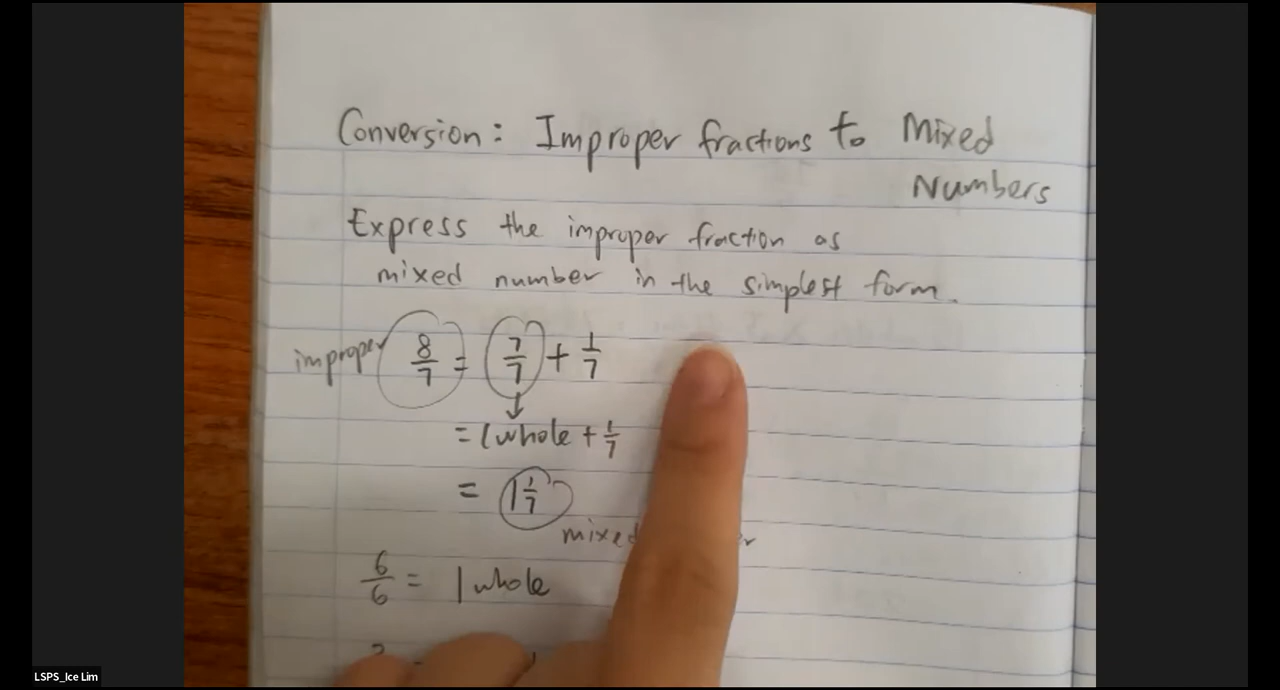 Conversion: Improper fractions to Mixed
Numbers
Express the improper fraction as
mixed number in the simplest form.
improper 8/7 = 7/7 + 1/7
= 1 whole + 1/7
= 1 1/7
mixed
6/6 = 1 whole
LSPS_Ice Lim